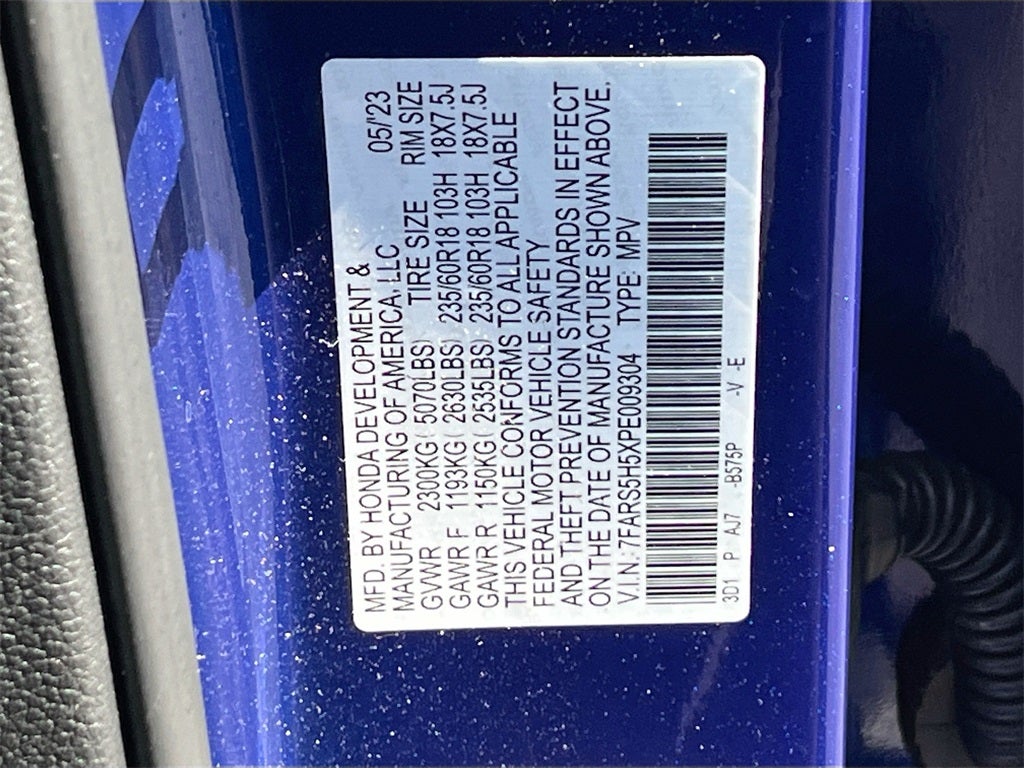 MFD. BY HONDA DEVELOPMENT & 05/'23
MANUFACTURING OF AMERICA, LLC TIRE SIZE RIM SIZE
GVWR 2300KG ( 5070LBS) 235/60R18 103H 18X7.5J
GAWR F 1193KG ( 2630LBS) 235/60R18 103H 18X7.5J
GAWR R 1150KG ( 2535LBS)
THIS VEHICLE CONFORMS TO ALL APPLICABLE
FEDERAL MOTOR VEHICLE SAFETY
AND THEFT PREVENTION STANDARDS IN EFFECT
ON THE DATE OF MANUFACTURE SHOWN ABOVE.
V.I.N.: 7FARS5H5XPE009304 TYPE: MPV
3D1 P AJ7 -B575P -V -E